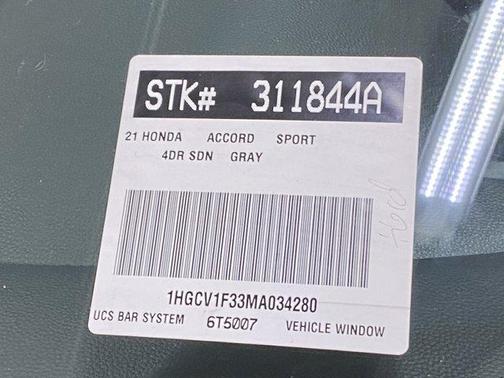 STK# 311844A
21 HONDA ACCORD SPORT
4DR SDN GRAY
1HGCV1F33MA034280
UCS BAR SYSTEM 6T5007 VEHICLE WINDOW